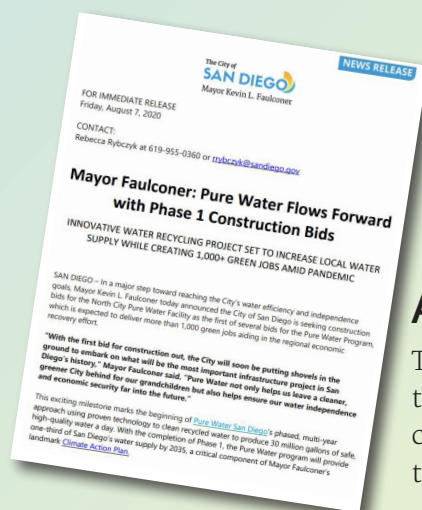 The City of
SAN DIEGO
Mayor Kevin L. Faulconer
NEWS RELEASE
FOR IMMEDIATE RELEASE
Friday, August 7, 2020
CONTACT:
Rebecca Rybczyk at 619-955-0360 or rrybczyk@sandiego.gov
Mayor Faulconer: Pure Water Flows Forward
with Phase 1 Construction Bids
INNOVATIVE WATER RECYCLING PROJECT SET TO INCREASE LOCAL WATER
SUPPLY WHILE CREATING 1,000+ GREEN JOBS AMID PANDEMIC
SAN DIEGO – In a major step toward reaching the City's water efficiency and independence
goals, Mayor Kevin L. Faulconer today announced the City of San Diego is seeking construction
bids for the North City Pure Water Facility as the first of several bids for the Pure Water Program,
which is expected to deliver more than 1,000 green jobs aiding in the regional economic
recovery effort.
"With the first bid for construction out, the City will soon be putting shovels in the
ground to embark on what will be the most important infrastructure project in San
Diego's history," Mayor Faulconer said, "Pure Water not only helps us leave a cleaner,
greener City behind for our grandchildren but also helps ensure our water independence
and economic security far into the future."
This exciting milestone marks the beginning of Pure Water San Diego's phased, multi-year
approach using proven technology to clean recycled water to produce 30 million gallons of safe,
high-quality water a day. With the completion of Phase 1, the Pure Water program will provide
one-third of San Diego's water supply by 2035, a critical component of Mayor Faulconer's
landmark Climate Action Plan.